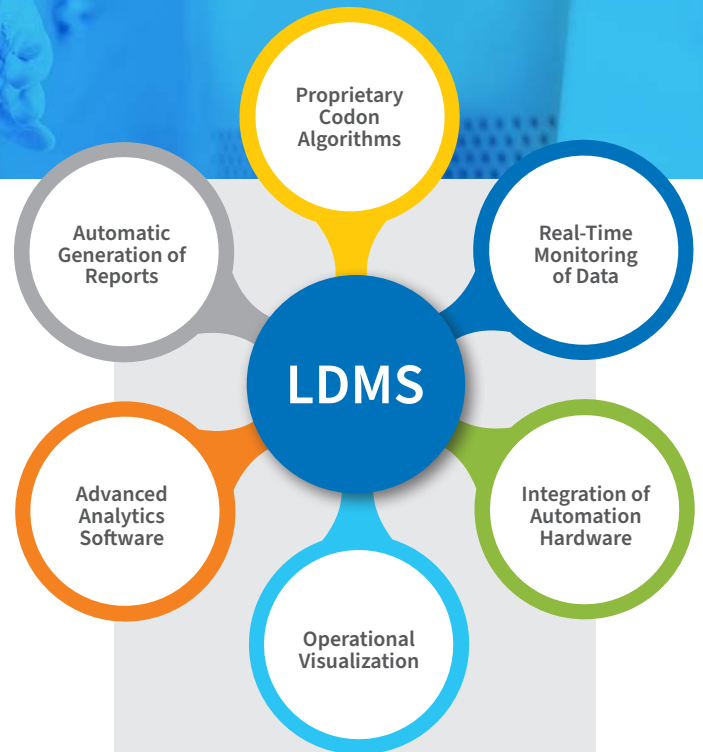 Proprietary
Codon
Algorithms
Automatic
Generation of
Reports
Real-Time
Monitoring
of Data
LDMS
Advanced
Analytics
Software
Integration of
Automation
Hardware
Operational
Visualization